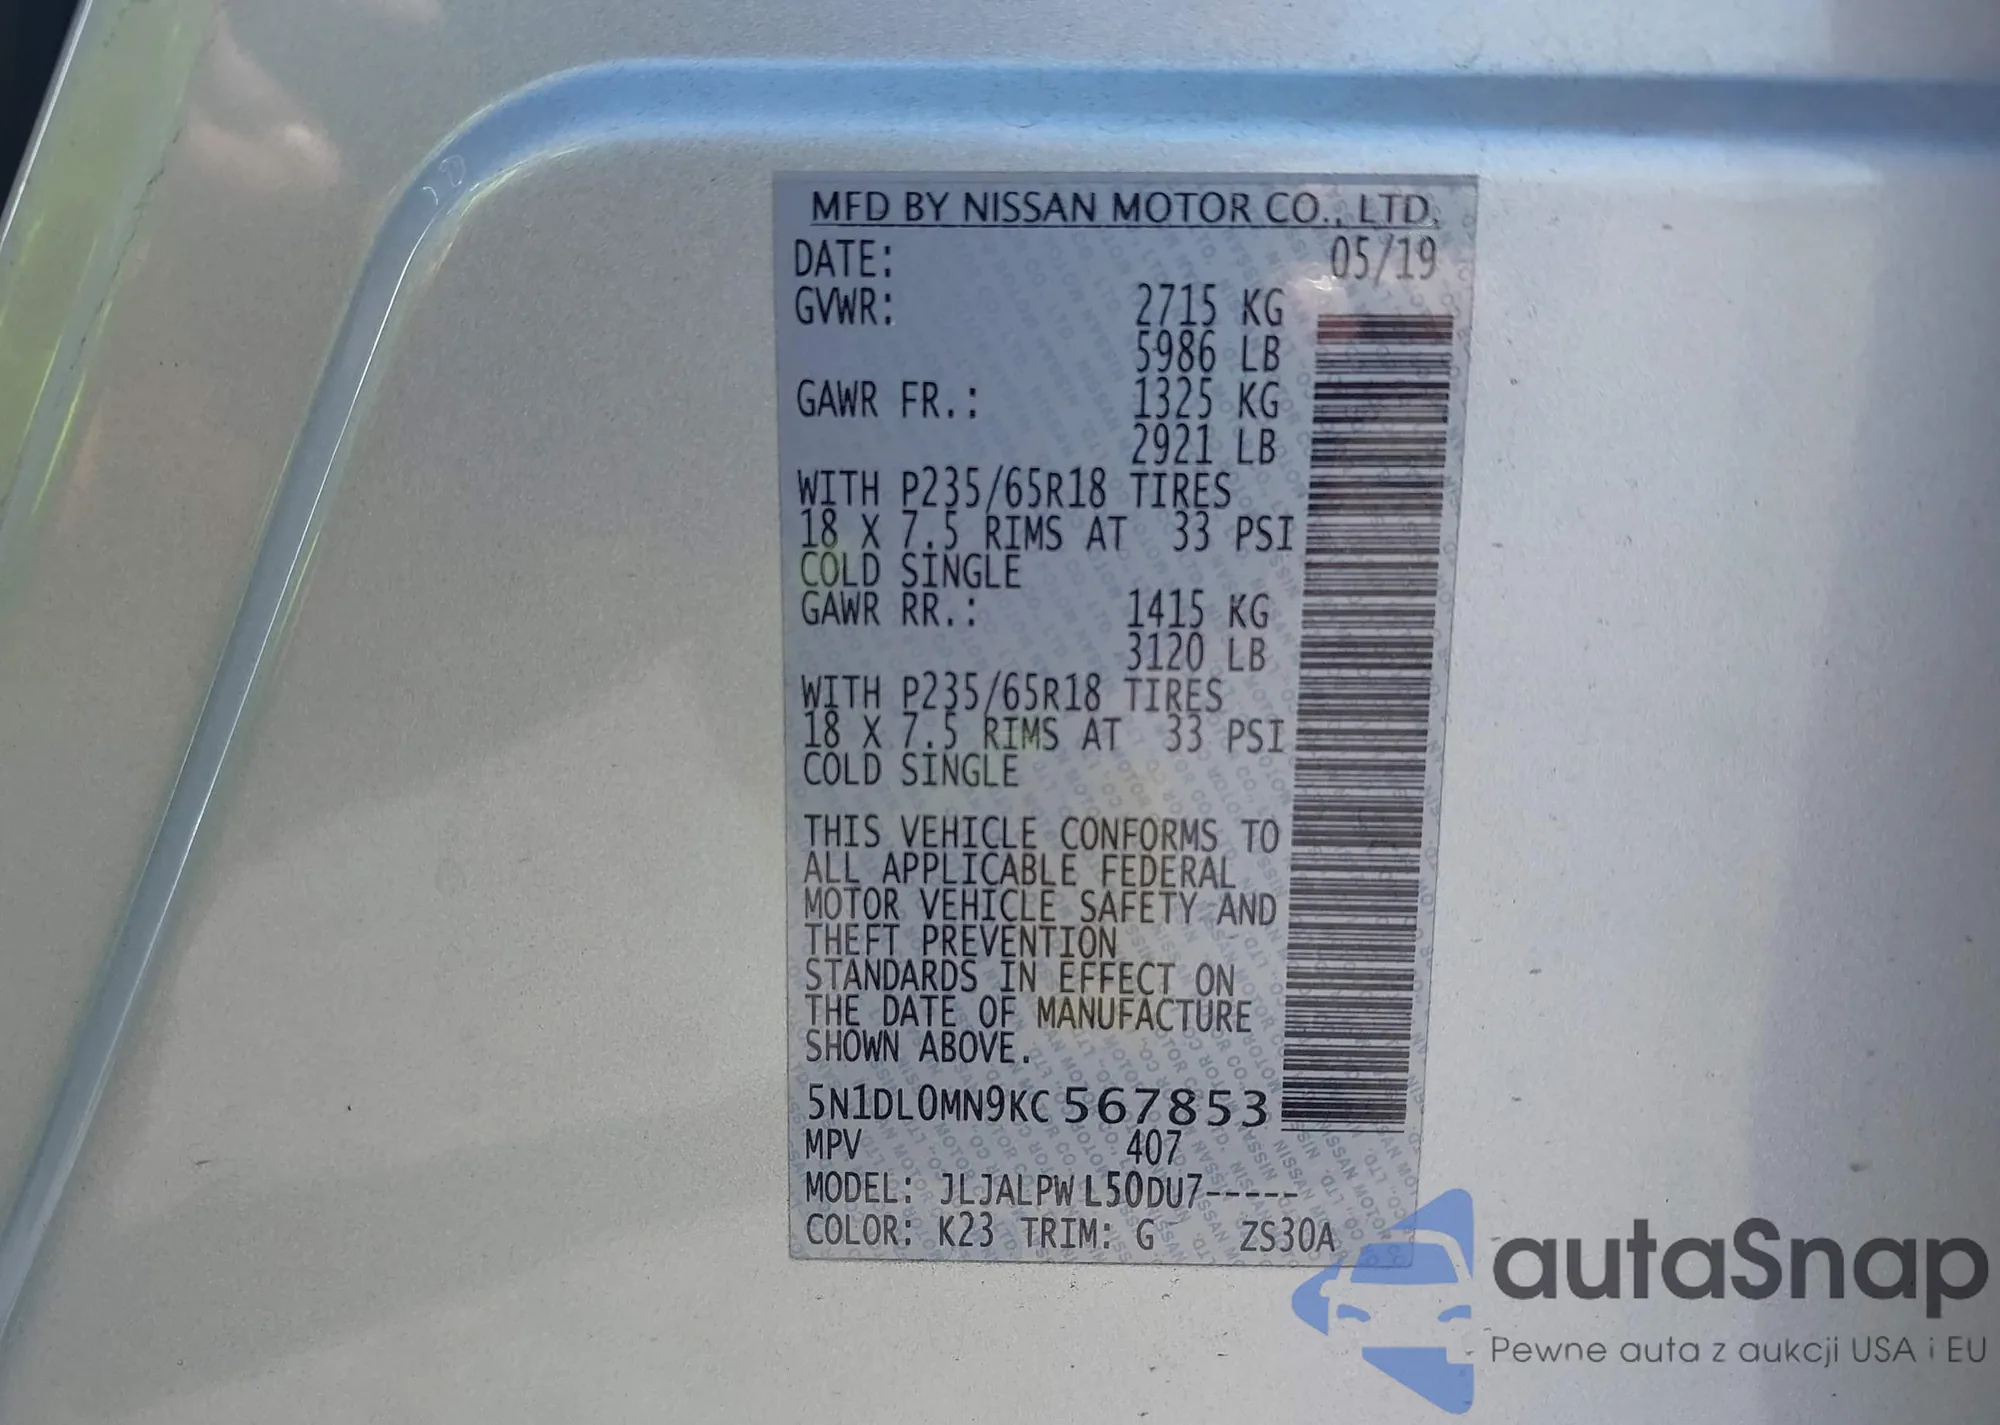 MFD BY NISSAN MOTOR CO., LTD.
DATE: 05/19
GVWR: 2715 KG
5986 LB
GAWR FR.: 1325 KG
2921 LB
WITH P235/65R18 TIRES
18 X 7.5 RIMS AT 33 PSI
COLD SINGLE
GAWR RR.: 1415 KG
3120 LB
WITH P235/65R18 TIRES
18 X 7.5 RIMS AT 33 PSI
COLD SINGLE
THIS VEHICLE CONFORMS TO
ALL APPLICABLE FEDERAL
MOTOR VEHICLE SAFETY AND
THEFT PREVENTION
STANDARDS IN EFFECT ON
THE DATE OF MANUFACTURE
SHOWN ABOVE.
5N1DL0MN9KC567853
MPV 407
MODEL: JLJALPWL50DU7-----
COLOR: K23 TRIM: G ZS30A
autaSnap
Pewne auta z aukcji USA i EU